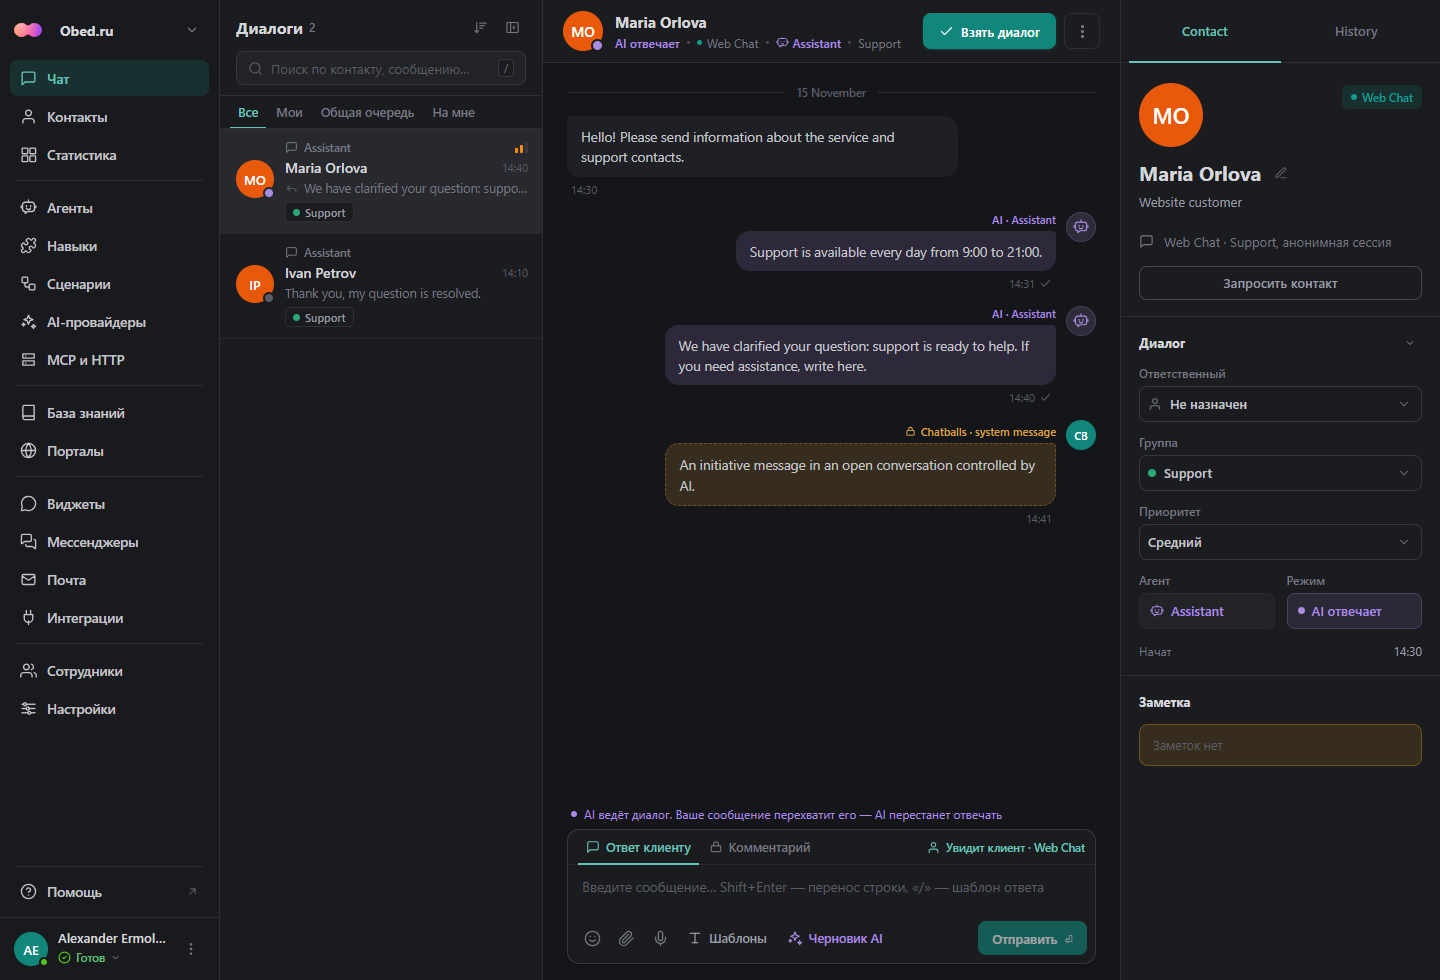 Obed.ru
Чат
Контакты
Статистика
Агенты
Навыки
Сценарии
AI-провайдеры
MCP и HTTP
База знаний
Порталы
Виджеты
Мессенджеры
Почта
Интеграции
Сотрудники
Настройки
Помощь
AE
Alexander Ermol...
Готов
Диалоги 2
Поиск по контакту, сообщению... /
Все Мои Общая очередь На мне
Assistant
MO
Maria Orlova 14:40
We have clarified your question: suppo...
Support
Assistant
IP
Ivan Petrov 14:10
Thank you, my question is resolved.
Support
MO
Maria Orlova
AI отвечает • Web Chat • Assistant • Support
Взять диалог
15 November
Hello! Please send information about the service and
support contacts.
14:30
AI · Assistant
Support is available every day from 9:00 to 21:00.
14:31
AI · Assistant
We have clarified your question: support is ready to help. If
you need assistance, write here.
14:40
Chatballs · system message
CB
An initiative message in an open conversation controlled by
AI.
14:41
AI ведёт диалог. Ваше сообщение перехватит его — AI перестанет отвечать
Ответ клиенту Комментарий Увидит клиент · Web Chat
Введите сообщение... Shift+Enter — перенос строки, «/» — шаблон ответа
Шаблоны Черновик AI Отправить
Contact History
MO
Web Chat
Maria Orlova
Website customer
Web Chat · Support, анонимная сессия
Запросить контакт
Диалог
Ответственный
Не назначен
Группа
Support
Приоритет
Средний
Агент Режим
Assistant AI отвечает
Начат 14:30
Заметка
Заметок нет